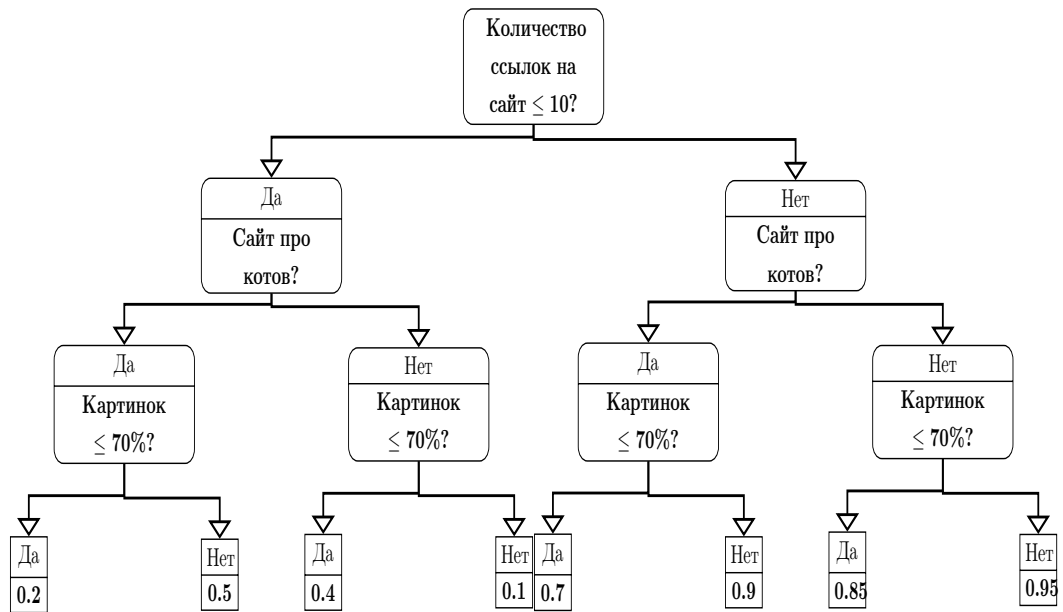 Количество
ссылок на
сайт ≤ 10?
Да
Сайт про
котов?
Нет
Сайт про
котов?
Да
Картинок
≤ 70%?
Нет
Картинок
≤ 70%?
Да
Картинок
≤ 70%?
Нет
Картинок
≤ 70%?
Да
0.2
Нет
0.5
Да
0.4
Нет
0.1
Да
0.7
Нет
0.9
Да
0.85
Нет
0.95